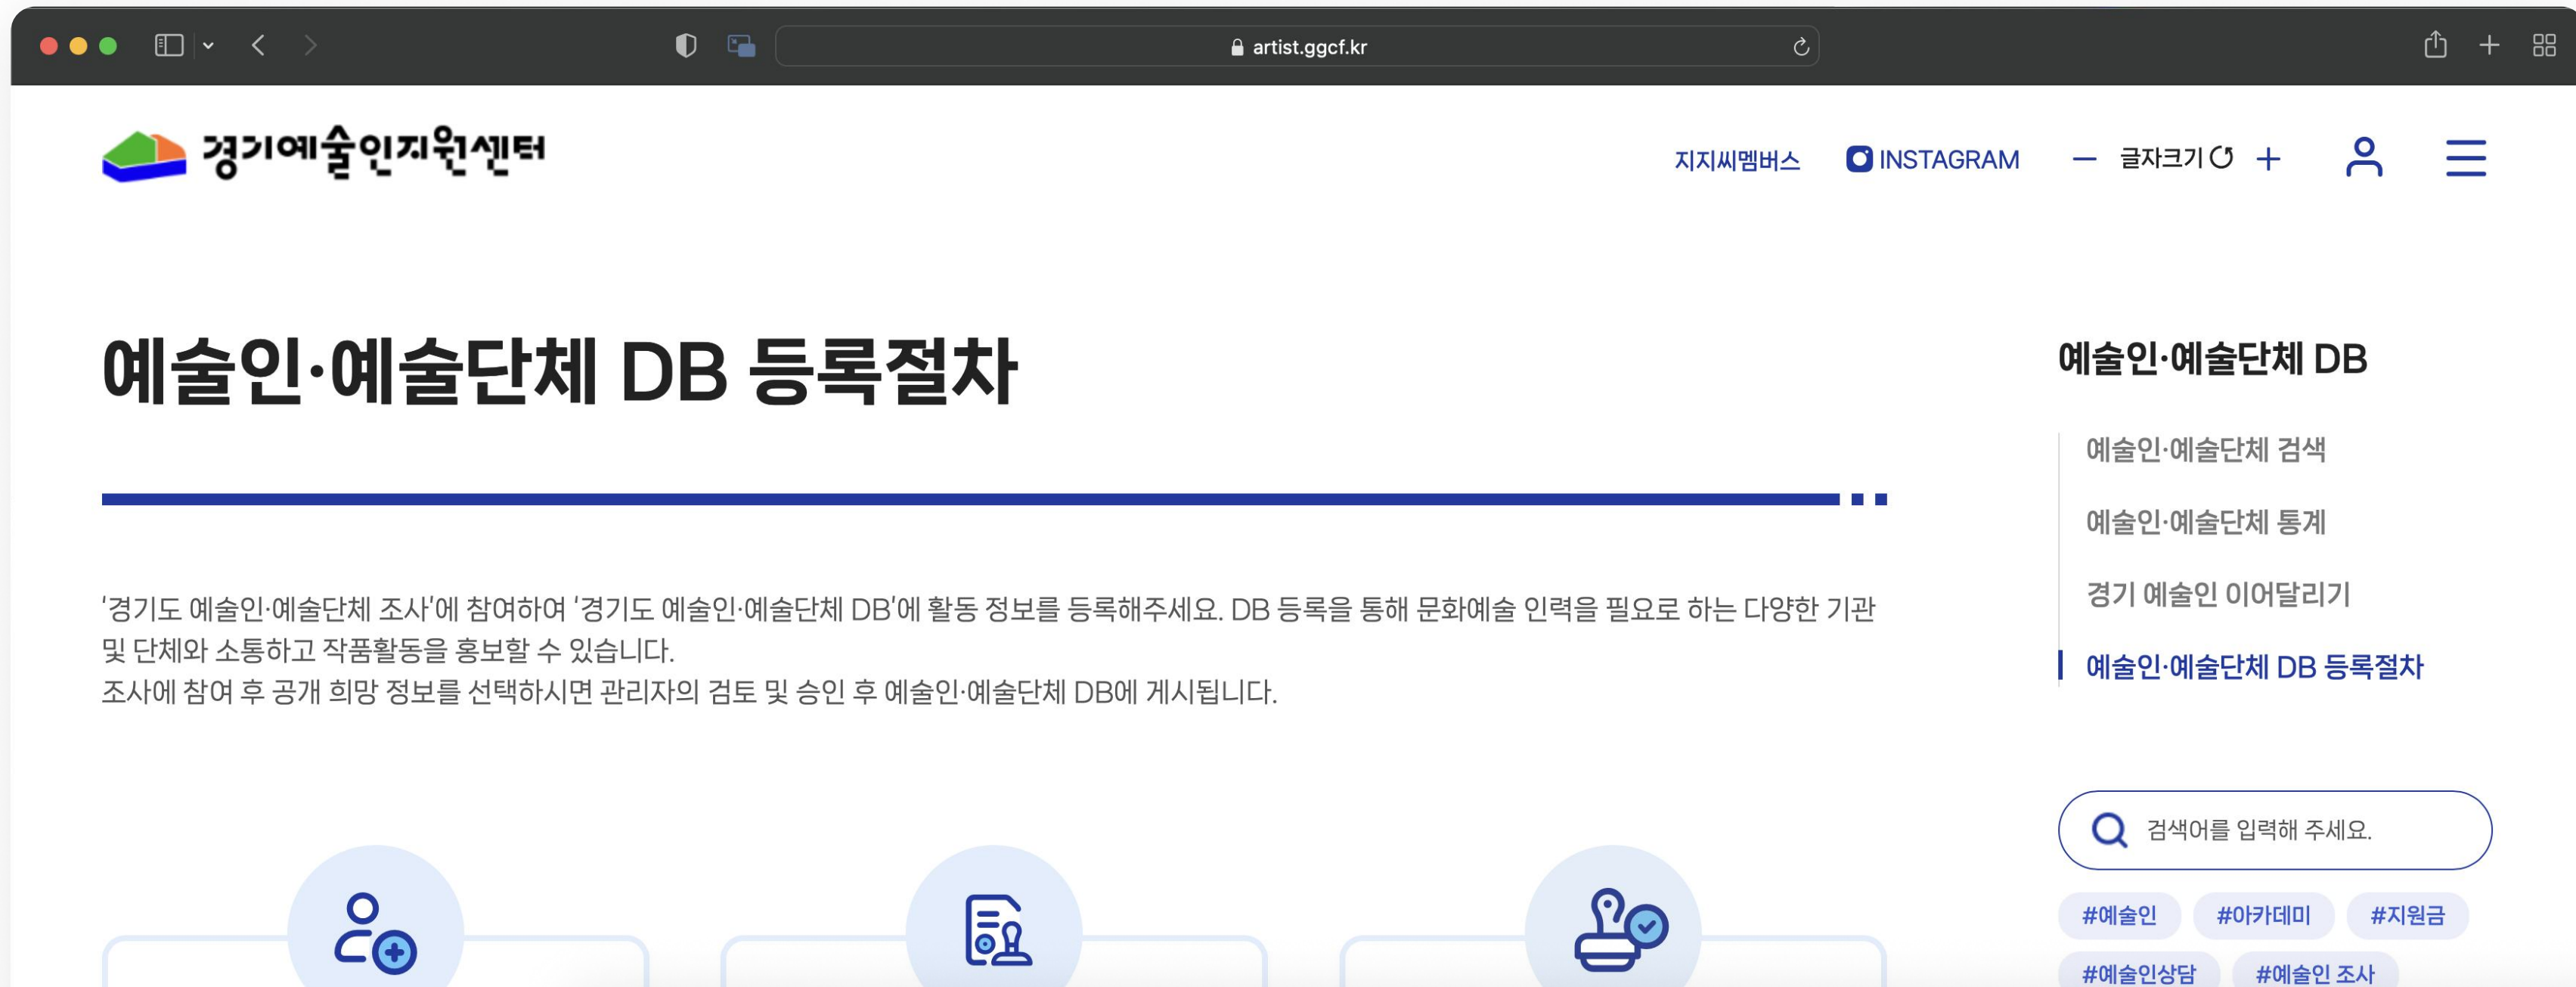 artist.ggcf.kr
경기예술인지원센터
지지씨멤버스 INSTAGRAM — 글자크기 +
예술인·예술단체 DB 등록절차
'경기도 예술인·예술단체 조사'에 참여하여 '경기도 예술인·예술단체 DB'에 활동 정보를 등록해주세요. DB 등록을 통해 문화예술 인력을 필요로 하는 다양한 기관
및 단체와 소통하고 작품활동을 홍보할 수 있습니다.
조사에 참여 후 공개 희망 정보를 선택하시면 관리자의 검토 및 승인 후 예술인·예술단체 DB에 게시됩니다.
예술인·예술단체 DB
예술인·예술단체 검색
예술인·예술단체 통계
경기 예술인 이어달리기
예술인·예술단체 DB 등록절차
검색어를 입력해 주세요.
#예술인 #아카데미 #지원금
#예술인상담 #예술인 조사